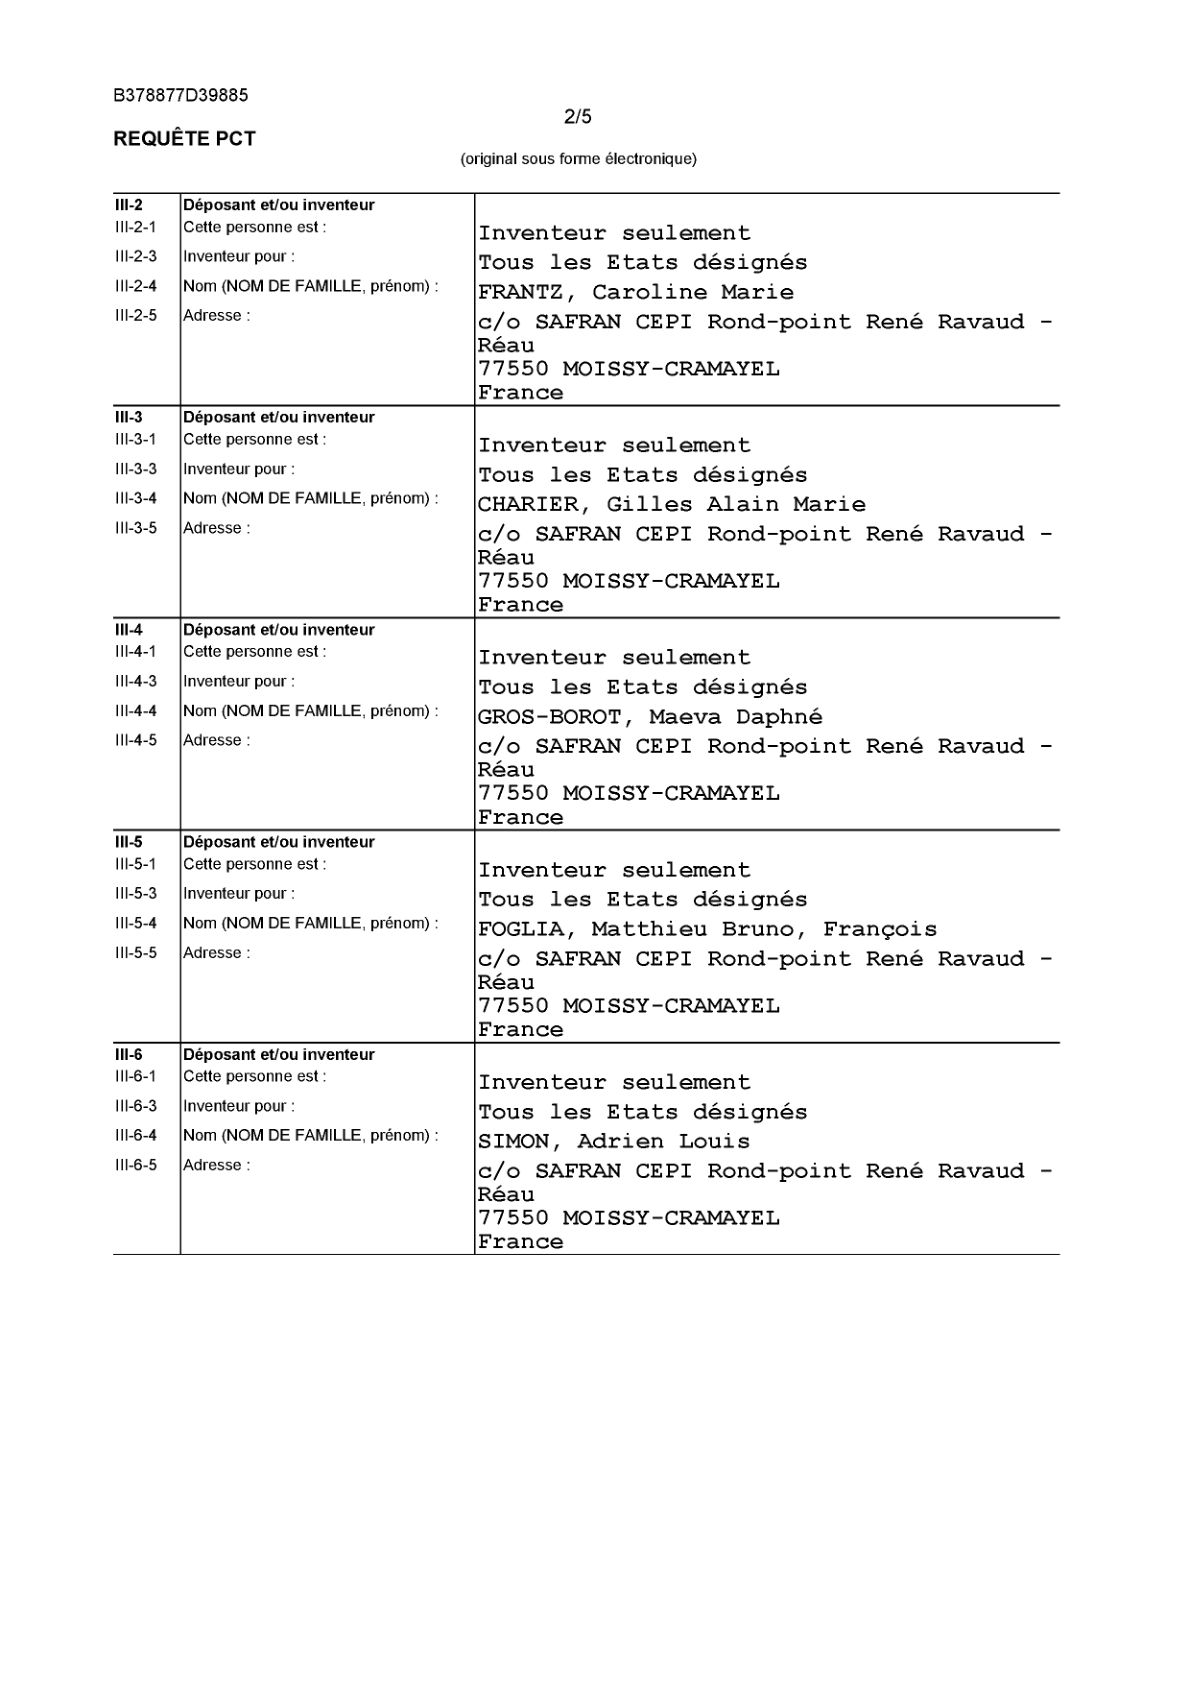 B378877D39885
2/5
REQUÊTE PCT
(original sous forme électronique)
III-2 Déposant et/ou inventeur
III-2-1 Cette personne est : Inventeur seulement
III-2-3 Inventeur pour : Tous les Etats désignés
III-2-4 Nom (NOM DE FAMILLE, prénom) : FRANTZ, Caroline Marie
III-2-5 Adresse : c/o SAFRAN CEPI Rond-point René Ravaud -
Réau
77550 MOISSY-CRAMAYEL
France
III-3 Déposant et/ou inventeur
III-3-1 Cette personne est : Inventeur seulement
III-3-3 Inventeur pour : Tous les Etats désignés
III-3-4 Nom (NOM DE FAMILLE, prénom) : CHARIER, Gilles Alain Marie
III-3-5 Adresse : c/o SAFRAN CEPI Rond-point René Ravaud -
Réau
77550 MOISSY-CRAMAYEL
France
III-4 Déposant et/ou inventeur
III-4-1 Cette personne est : Inventeur seulement
III-4-3 Inventeur pour : Tous les Etats désignés
III-4-4 Nom (NOM DE FAMILLE, prénom) : GROS-BOROT, Maeva Daphné
III-4-5 Adresse : c/o SAFRAN CEPI Rond-point René Ravaud -
Réau
77550 MOISSY-CRAMAYEL
France
III-5 Déposant et/ou inventeur
III-5-1 Cette personne est : Inventeur seulement
III-5-3 Inventeur pour : Tous les Etats désignés
III-5-4 Nom (NOM DE FAMILLE, prénom) : FOGLIA, Matthieu Bruno, François
III-5-5 Adresse : c/o SAFRAN CEPI Rond-point René Ravaud -
Réau
77550 MOISSY-CRAMAYEL
France
III-6 Déposant et/ou inventeur
III-6-1 Cette personne est : Inventeur seulement
III-6-3 Inventeur pour : Tous les Etats désignés
III-6-4 Nom (NOM DE FAMILLE, prénom) : SIMON, Adrien Louis
III-6-5 Adresse : c/o SAFRAN CEPI Rond-point René Ravaud -
Réau
77550 MOISSY-CRAMAYEL
France